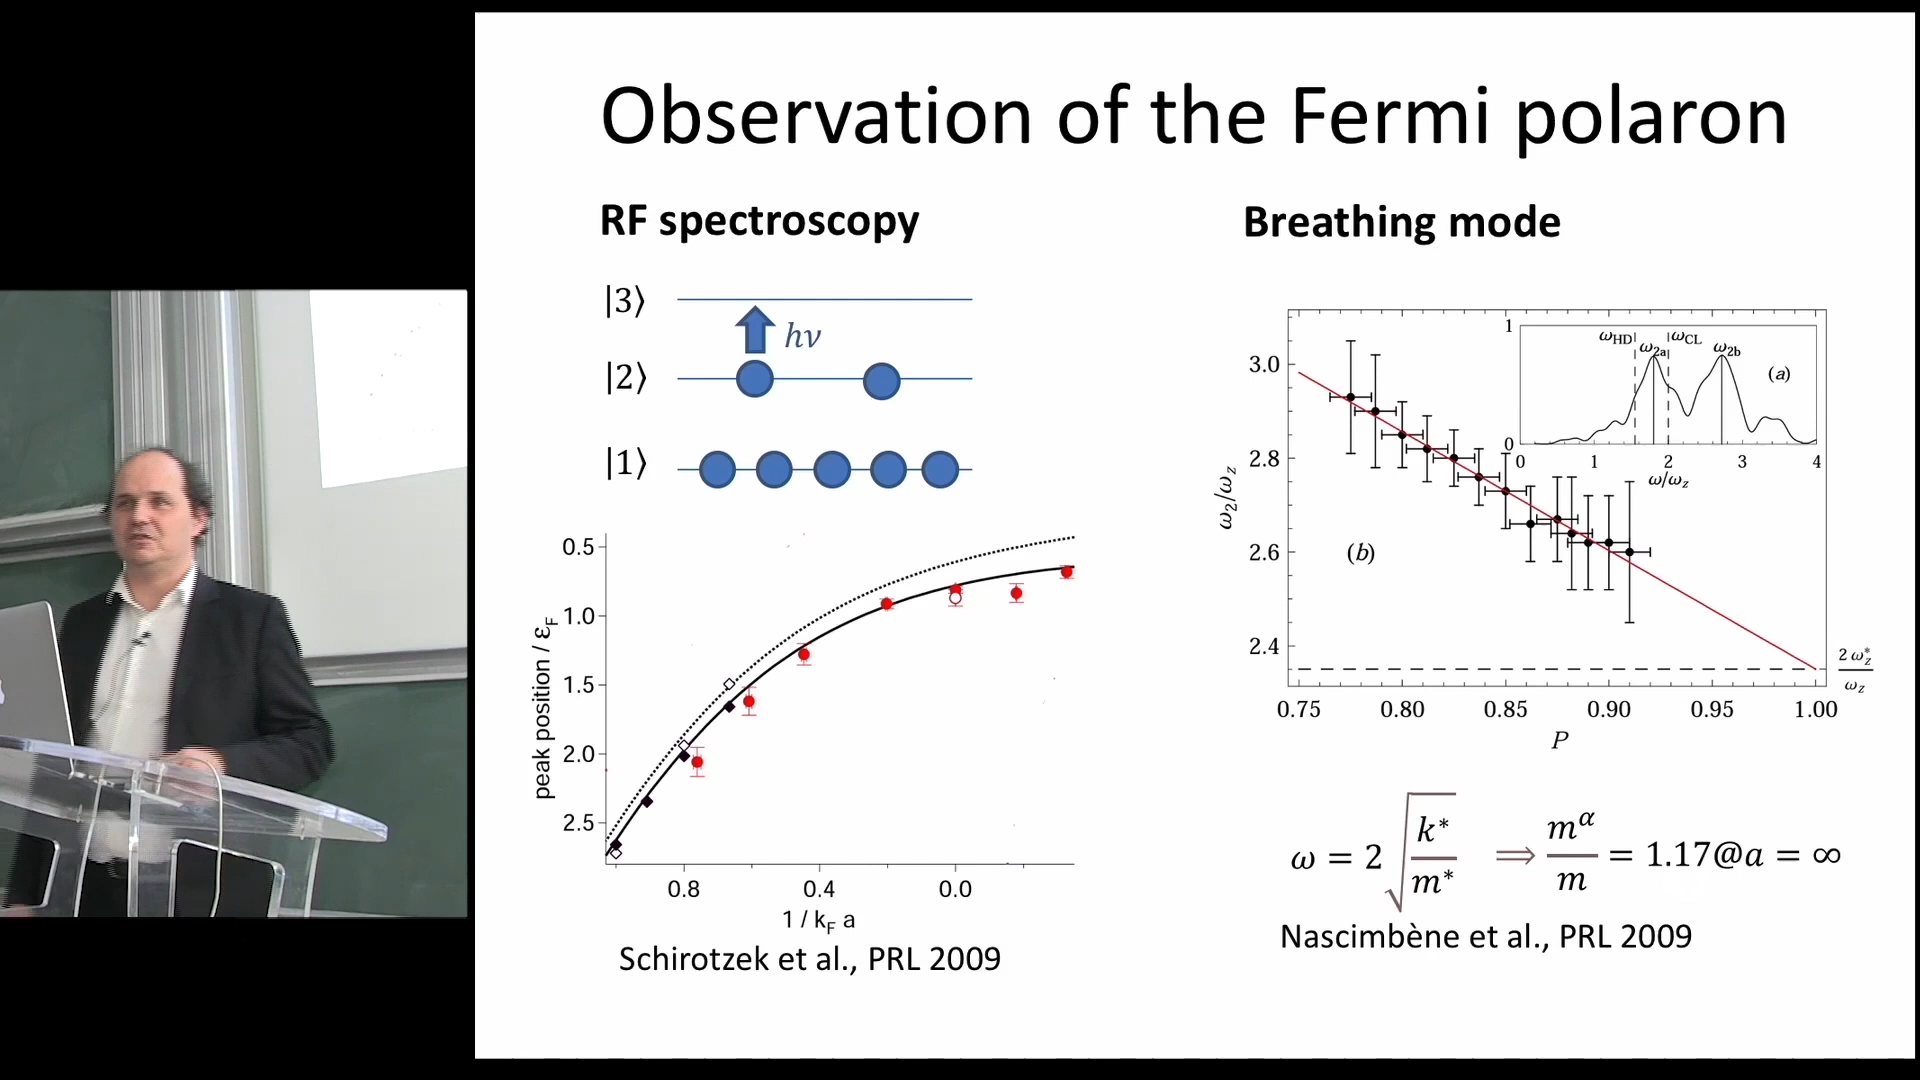 Observation of the Fermi polaron
RF spectroscopy
|3⟩
hν
|2⟩
|1⟩
0.5
1.0
1.5
2.0
2.5
peak position / ε_F
0.8 0.4 0.0
1 / k_F a
Schirotzek et al., PRL 2009
Breathing mode
3.0
2.8
2.6
2.4
ω₂/ω_z
(b)
1
0
ω_HD ω_CL
ω_2a ω_2b
(a)
0 1 2 3 4
ω/ω_z
2 ω_z^*
ω_z
0.75 0.80 0.85 0.90 0.95 1.00
P
ω = 2 √(k^*/m^*) ⟹ m^α/m = 1.17@a = ∞
Nascimbène et al., PRL 2009